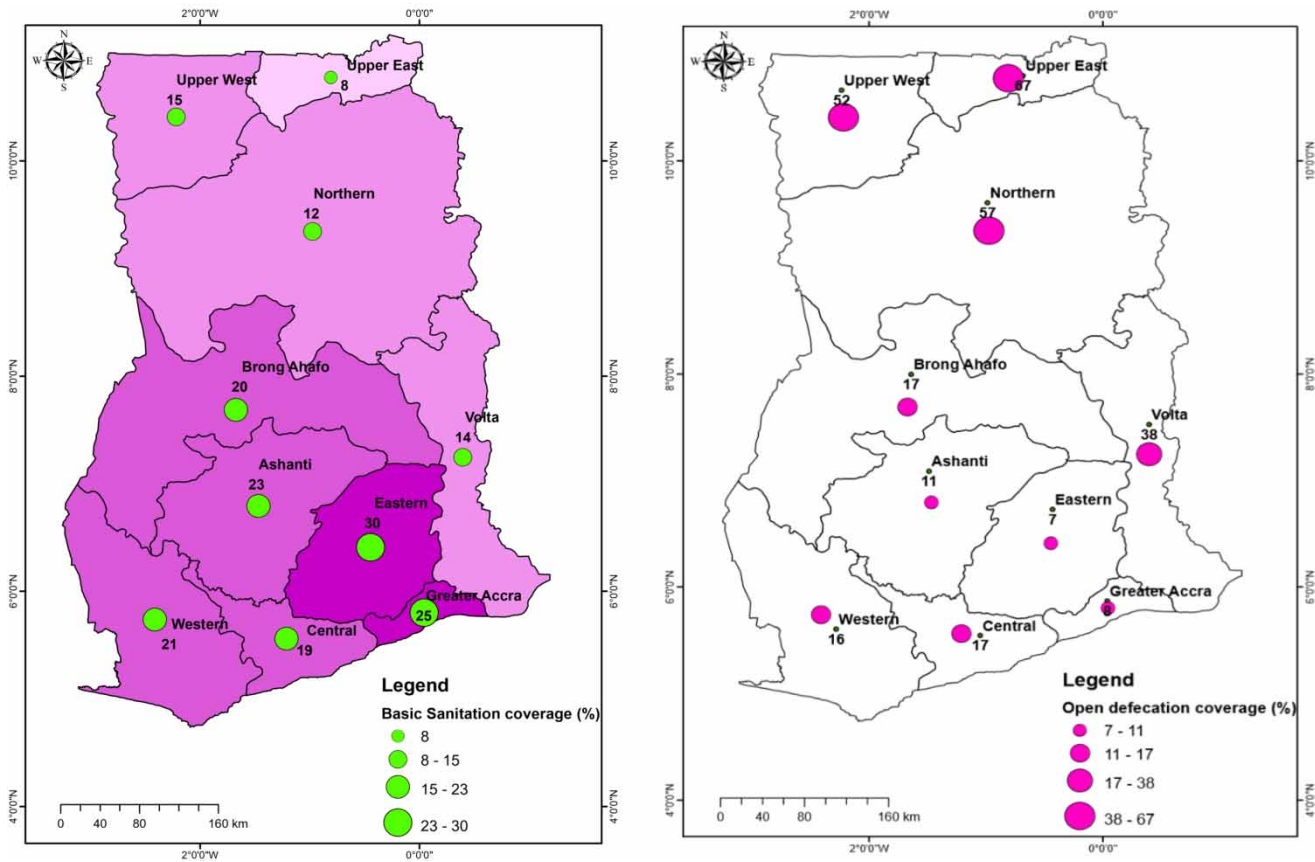 2°0'0"W 0°0'0"
N
W E
S
Upper West
15
Upper East
8
10°0'0"N 10°0'0"N
Northern
12
8°0'0"N 8°0'0"N
Brong Ahafo
20
Volta
14
Ashanti
23
Eastern
30
6°0'0"N 6°0'0"N
Greater Accra
25
Western
21
Central
19
Legend
Basic Sanitation coverage (%)
8
8 - 15
15 - 23
23 - 30
0 40 80 160 km
4°0'0"N 4°0'0"N
2°0'0"W 0°0'0"
2°0'0"W 0°0'0"
N
W E
S
Upper West
52
Upper East
67
10°0'0"N 10°0'0"N
Northern
57
8°0'0"N 8°0'0"N
Brong Ahafo
17
Volta
38
Ashanti
11
Eastern
7
6°0'0"N 6°0'0"N
Greater Accra
8
Western
16
Central
17
Legend
Open defecation coverage (%)
7 - 11
11 - 17
17 - 38
38 - 67
0 40 80 160 km
4°0'0"N 4°0'0"N
2°0'0"W 0°0'0"